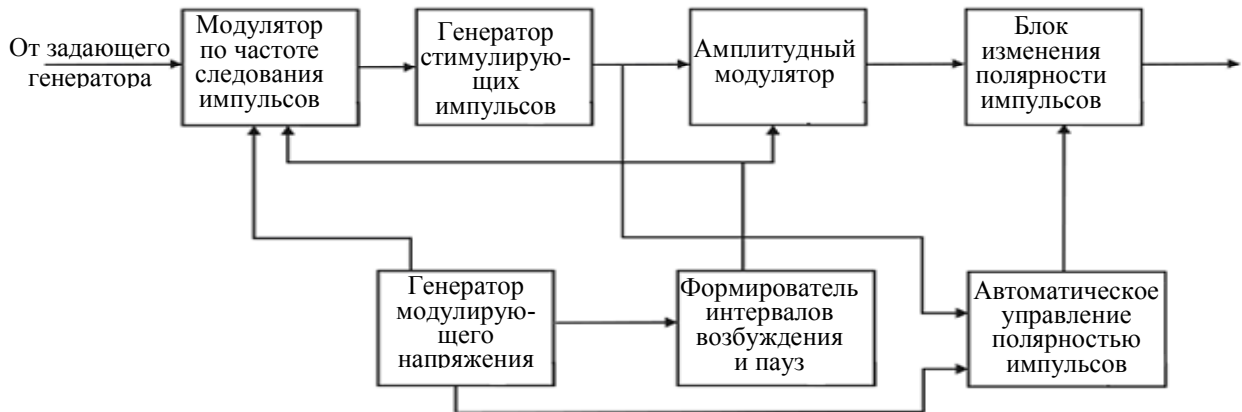 От задающего
генератора
Модулятор
по частоте
следования
импульсов
Генератор
стимулирую-
щих
импульсов
Амплитудный
модулятор
Блок
изменения
полярности
импульсов
Генератор
модулирую-
щего
напряжения
Формирователь
интервалов
возбуждения
и пауз
Автоматическое
управление
полярностью
импульсов